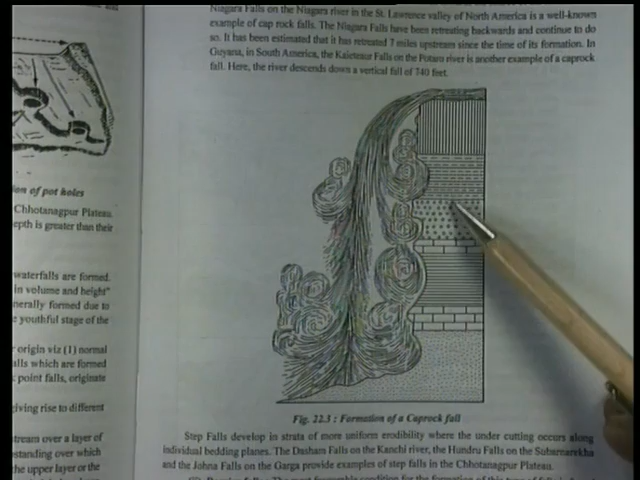 ion of pot holes
Chhotanagpur Plateau.
epth is greater than their
waterfalls are formed.
in volume and height"
nerally formed due to
e youthful stage of the
origin viz (1) normal
alls which are formed
point falls, originate
giving rise to different
stream over a layer of
standing over which
the upper layer or the
Niagara Falls on the Niagara river in the St. Lawrence valley of North America is a well-known
example of cap rock falls. The Niagara Falls have been retreating backwards and continue to do
so. It has been estimated that it has retreated 7 miles upstream since the time of its formation. In
Guyana, in South America, the Kaieteaur Falls on the Potaro river is another example of a caprock
fall. Here, the river descends down a vertical fall of 740 feet.
Fig. 22.3 : Formation of a Caprock fall
Step Falls develop in strata of more uniform erodibility where the under cutting occurs along
individual bedding planes. The Dasham Falls on the Kanchi river, the Hundru Falls on the Subarnarekha
and the Johna Falls on the Garga provide examples of step falls in the Chhotanagpur Plateau.